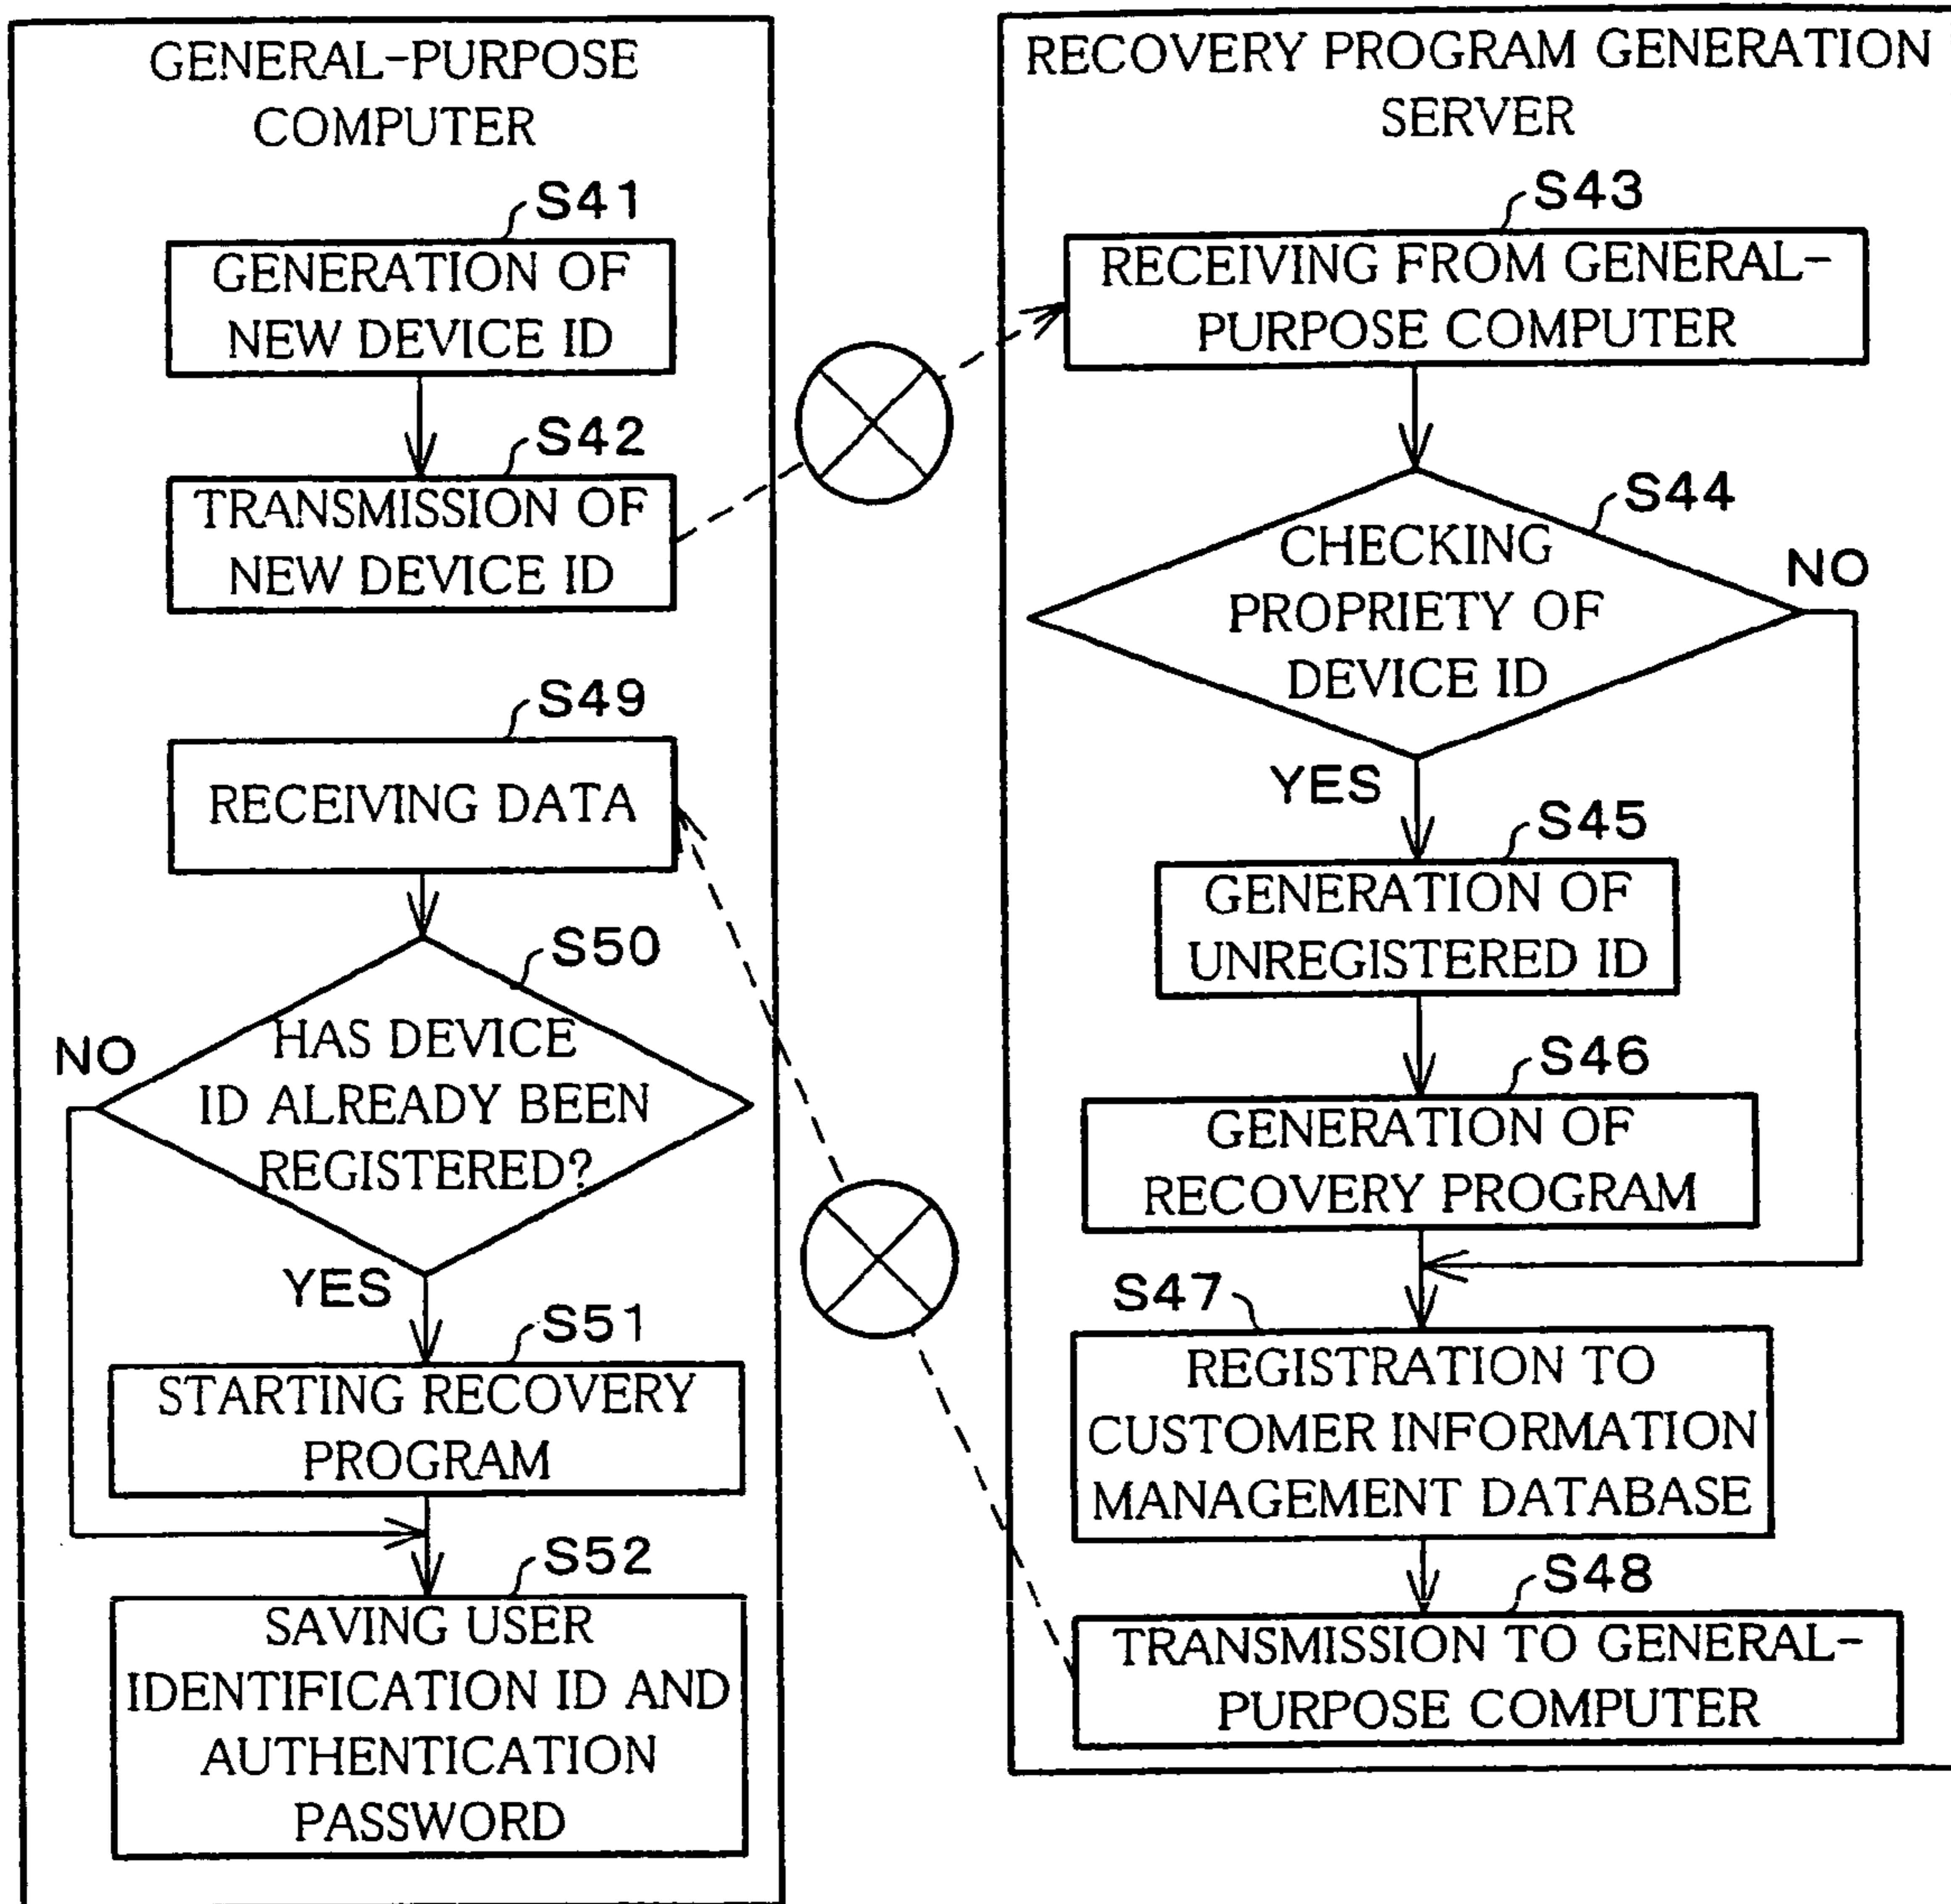 GENERAL-PURPOSE
COMPUTER
S41
GENERATION OF
NEW DEVICE ID
S42
TRANSMISSION OF
NEW DEVICE ID
S49
RECEIVING DATA
S50
HAS DEVICE
ID ALREADY BEEN
REGISTERED?
NO
YES
S51
STARTING RECOVERY
PROGRAM
S52
SAVING USER
IDENTIFICATION ID AND
AUTHENTICATION
PASSWORD
RECOVERY PROGRAM GENERATION
SERVER
S43
RECEIVING FROM GENERAL-
PURPOSE COMPUTER
S44
CHECKING
PROPRIETY OF
DEVICE ID
NO
YES
S45
GENERATION OF
UNREGISTERED ID
S46
GENERATION OF
RECOVERY PROGRAM
S47
REGISTRATION TO
CUSTOMER INFORMATION
MANAGEMENT DATABASE
S48
TRANSMISSION TO GENERAL-
PURPOSE COMPUTER